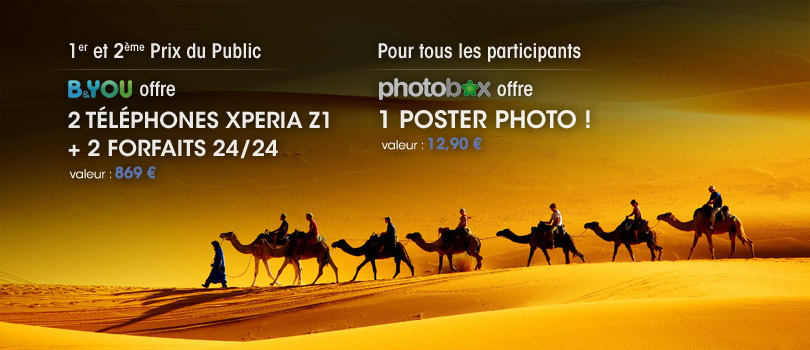 1er et 2ème Prix du Public
B&YOU offre
2 TÉLÉPHONES XPERIA Z1
+ 2 FORFAITS 24/24
valeur : 869 €
Pour tous les participants
photobox offre
1 POSTER PHOTO !
valeur : 12,90 €